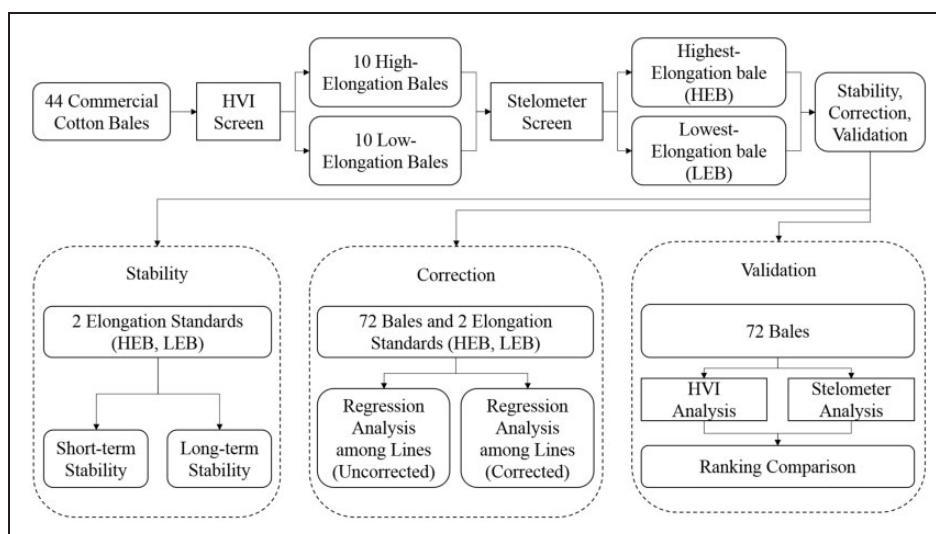 44 Commercial
Cotton Bales
HVI
Screen
10 High-
Elongation Bales
10 Low-
Elongation Bales
Stelometer
Screen
Highest-
Elongation bale
(HEB)
Lowest-
Elongation bale
(LEB)
Stability,
Correction,
Validation
Stability
2 Elongation Standards
(HEB, LEB)
Short-term
Stability
Long-term
Stability
Correction
72 Bales and 2 Elongation
Standards (HEB, LEB)
Regression
Analysis
among Lines
(Uncorrected)
Regression
Analysis
among Lines
(Corrected)
Validation
72 Bales
HVI
Analysis
Stelometer
Analysis
Ranking Comparison